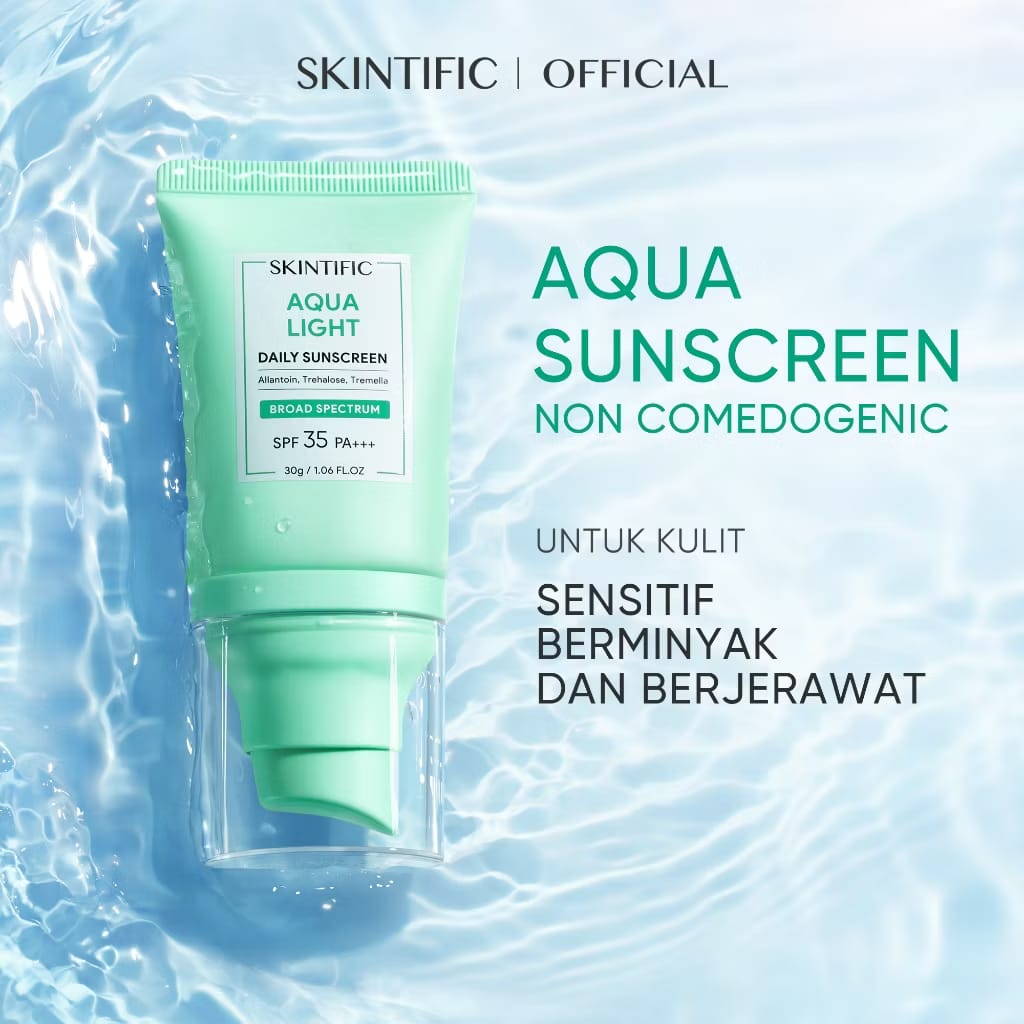 SKINTIFIC | OFFICIAL
SKINTIFIC
AQUA
LIGHT
DAILY SUNSCREEN
Allantoin, Trehalose, Tremella
BROAD SPECTRUM
SPF 35 PA+++
30g / 1.06 FL.OZ
AQUA
SUNSCREEN
NON COMEDOGENIC
UNTUK KULIT
SENSITIF
BERMINYAK
DAN BERJERAWAT